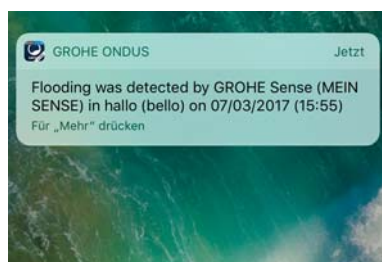 GROHE ONDUS Jetzt
Flooding was detected by GROHE Sense (MEIN
SENSE) in hallo (bello) on 07/03/2017 (15:55)
Für „Mehr“ drücken